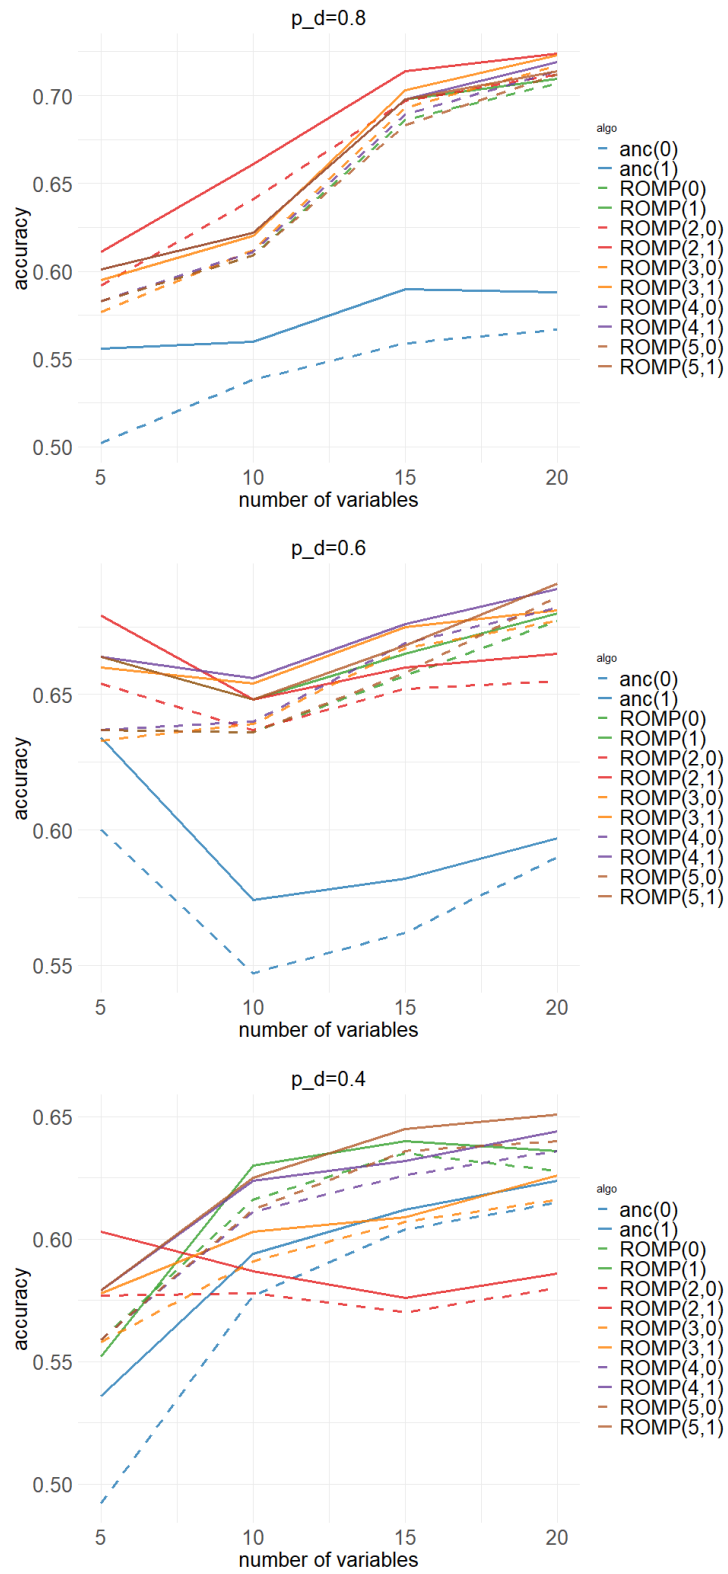 p_d=0.8
accuracy
0.70
0.65
0.60
0.55
0.50
5 10 15 20
number of variables
algo
anc(0)
anc(1)
ROMP(0)
ROMP(1)
ROMP(2,0)
ROMP(2,1)
ROMP(3,0)
ROMP(3,1)
ROMP(4,0)
ROMP(4,1)
ROMP(5,0)
ROMP(5,1)
p_d=0.6
accuracy
0.65
0.60
0.55
5 10 15 20
number of variables
algo
anc(0)
anc(1)
ROMP(0)
ROMP(1)
ROMP(2,0)
ROMP(2,1)
ROMP(3,0)
ROMP(3,1)
ROMP(4,0)
ROMP(4,1)
ROMP(5,0)
ROMP(5,1)
p_d=0.4
accuracy
0.65
0.60
0.55
0.50
5 10 15 20
number of variables
algo
anc(0)
anc(1)
ROMP(0)
ROMP(1)
ROMP(2,0)
ROMP(2,1)
ROMP(3,0)
ROMP(3,1)
ROMP(4,0)
ROMP(4,1)
ROMP(5,0)
ROMP(5,1)